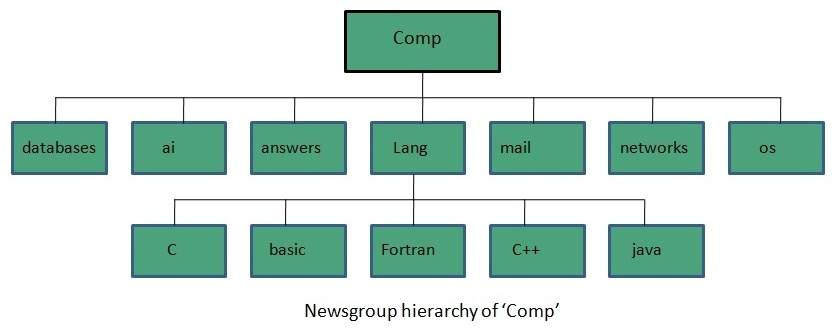 Comp
databases
ai
answers
Lang
mail
networks
os
C
basic
Fortran
C++
java
Newsgroup hierarchy of ‘Comp’